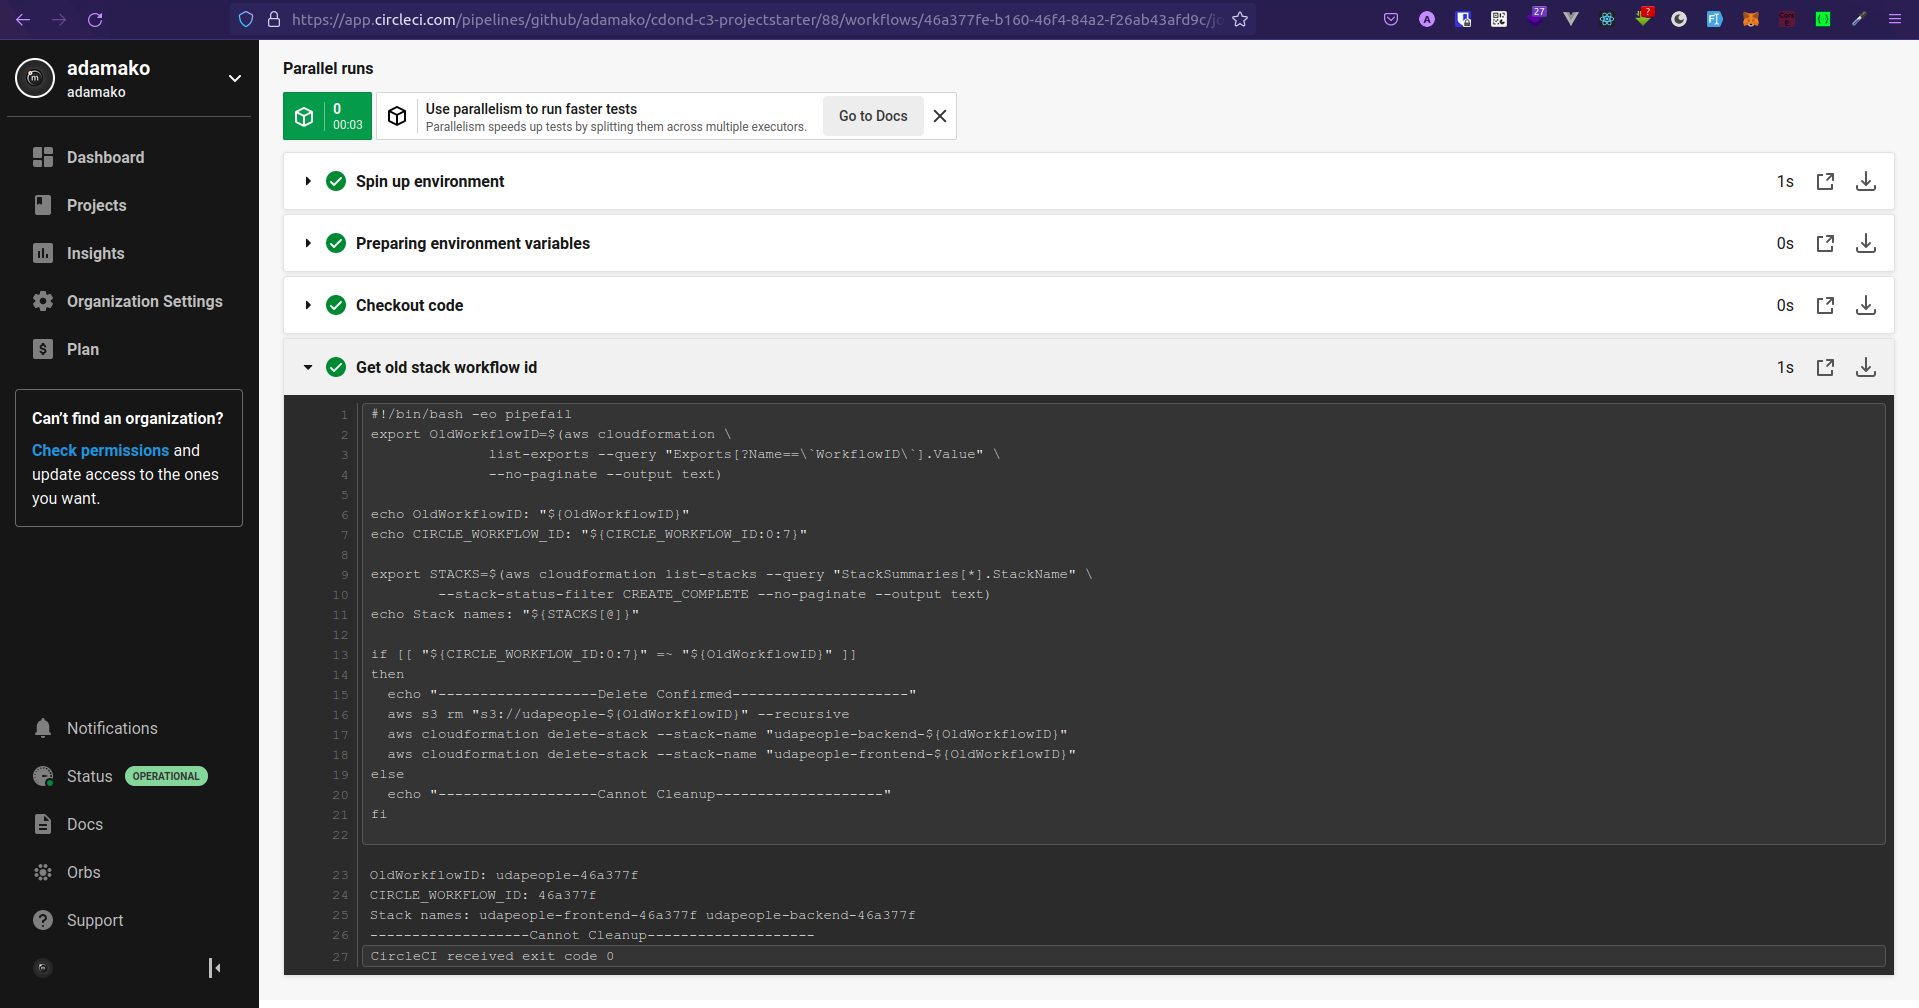 https://app.circleci.com/pipelines/github/adamako/cdond-c3-projectstarter/88/workflows/46a377fe-b160-46f4-84a2-f26ab43afd9c/jo
A
27
?
adamako
adamako
Dashboard
Projects
Insights
Organization Settings
Plan
Can't find an organization?
Check permissions and
update access to the ones
you want.
Notifications
Status OPERATIONAL
Docs
Orbs
Support
Parallel runs
0
00:03
Use parallelism to run faster tests
Parallelism speeds up tests by splitting them across multiple executors.
Go to Docs
Spin up environment 1s
Preparing environment variables 0s
Checkout code 0s
Get old stack workflow id 1s
1 #!/bin/bash -eo pipefail
2 export OldWorkflowID=$(aws cloudformation \
3 list-exports --query "Exports[?Name==\`WorkflowID\`].Value" \
4 --no-paginate --output text)
5
6 echo OldWorkflowID: "${OldWorkflowID}"
7 echo CIRCLE_WORKFLOW_ID: "${CIRCLE_WORKFLOW_ID:0:7}"
8
9 export STACKS=$(aws cloudformation list-stacks --query "StackSummaries[*].StackName" \
10 --stack-status-filter CREATE_COMPLETE --no-paginate --output text)
11 echo Stack names: "${STACKS[@]}"
12
13 if [[ "${CIRCLE_WORKFLOW_ID:0:7}" =~ "${OldWorkflowID}" ]]
14 then
15 echo "-------------------Delete Confirmed---------------------"
16 aws s3 rm "s3://udapeople-${OldWorkflowID}" --recursive
17 aws cloudformation delete-stack --stack-name "udapeople-backend-${OldWorkflowID}"
18 aws cloudformation delete-stack --stack-name "udapeople-frontend-${OldWorkflowID}"
19 else
20 echo "-------------------Cannot Cleanup--------------------"
21 fi
22
23 OldWorkflowID: udapeople-46a377f
24 CIRCLE_WORKFLOW_ID: 46a377f
25 Stack names: udapeople-frontend-46a377f udapeople-backend-46a377f
26 -------------------Cannot Cleanup--------------------
27 CircleCI received exit code 0